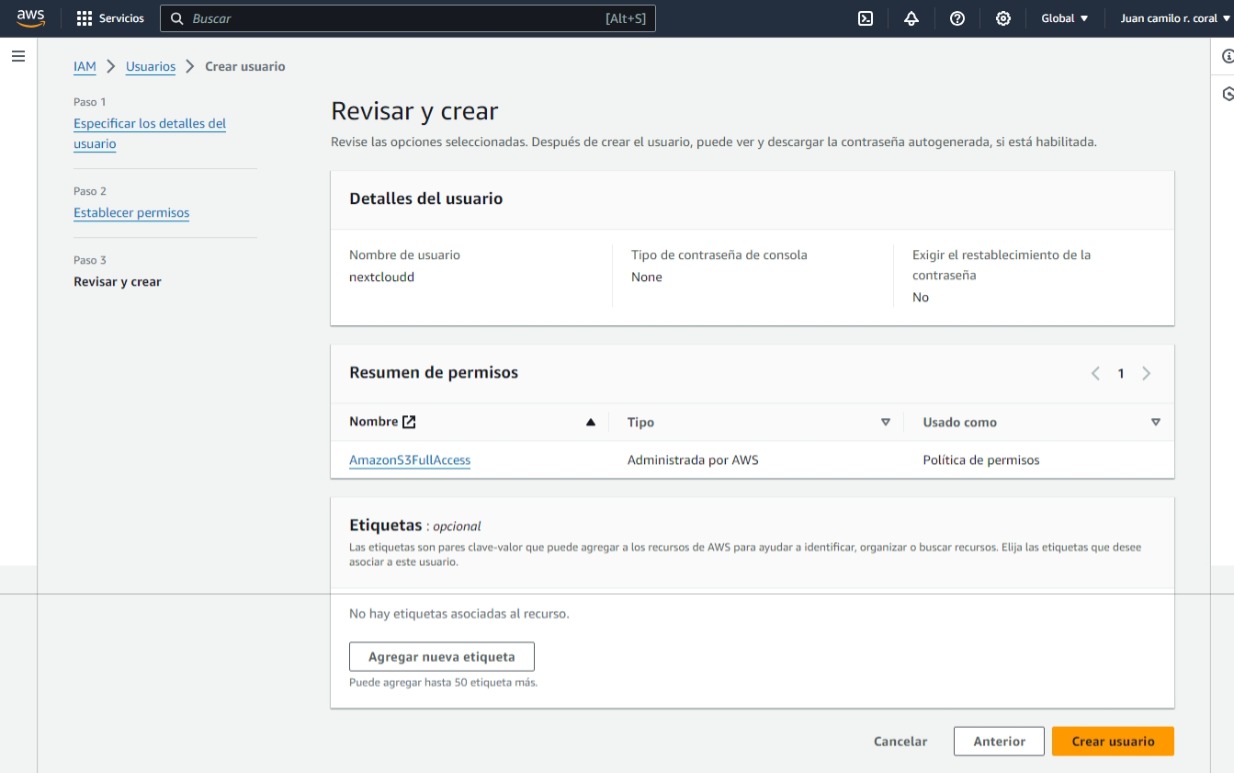 aws
Servicios
Buscar
[Alt+S]
Global
Juan camilo r. coral
IAM
Usuarios
Crear usuario
Paso 1
Especificar los detalles del
usuario
Paso 2
Establecer permisos
Paso 3
Revisar y crear
Revisar y crear
Revise las opciones seleccionadas. Después de crear el usuario, puede ver y descargar la contraseña autogenerada, si está habilitada.
Detalles del usuario
Nombre de usuario
nextcloudd
Tipo de contraseña de consola
None
Exigir el restablecimiento de la
contraseña
No
Resumen de permisos
1
Nombre
Tipo
Usado como
AmazonS3FullAccess
Administrada por AWS
Política de permisos
Etiquetas : opcional
Las etiquetas son pares clave-valor que puede agregar a los recursos de AWS para ayudar a identificar, organizar o buscar recursos. Elija las etiquetas que desee
asociar a este usuario.
No hay etiquetas asociadas al recurso.
Agregar nueva etiqueta
Puede agregar hasta 50 etiqueta más.
Cancelar
Anterior
Crear usuario